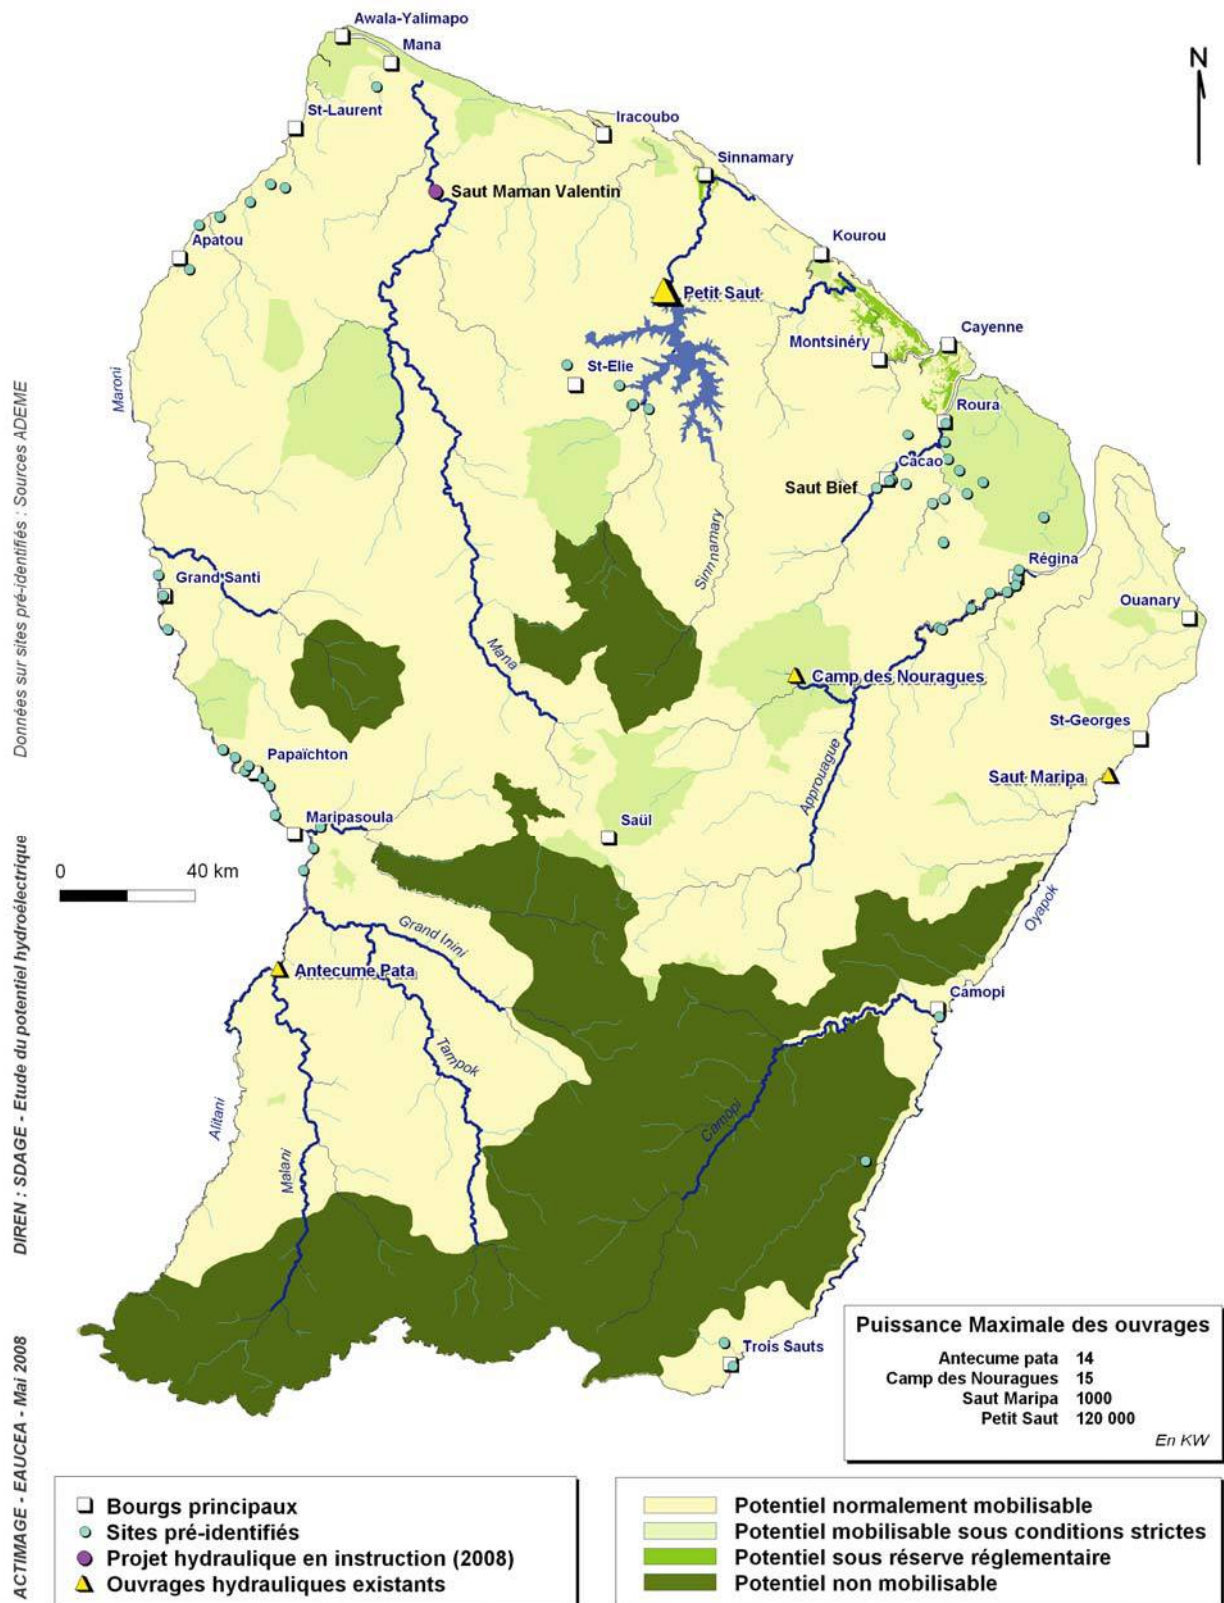 Awala-Yalimapo
Mana
N
St-Laurent
Iracoubo
Sinnamary
Saut Maman Valentin
Apatou
Kourou
Petit Saut
Cayenne
Montsinéry
St-Elie
Maroni
Roura
Cacao
Saut Bief
Sinnamary
Régina
Grand Santi
Ouanary
Mana
Camp des Nouragues
St-Georges
Papaïchton
Approuague
Saut Maripa
Maripasoula
Saül
0 40 km
Oyapok
Grand Inini
Antecume Pata
Camopi
Tampok
Alitani
Malani
Camopi
Trois Sauts
Données sur sites pré-identifiés : Sources ADEME
DIREN : SDAGE - Etude du potentiel hydroélectrique
ACTIMAGE - EAUCEA - Mai 2008
Puissance Maximale des ouvrages
Antecume pata 14
Camp des Nouragues 15
Saut Maripa 1000
Petit Saut 120 000
En KW
Bourgs principaux
Sites pré-identifiés
Projet hydraulique en instruction (2008)
Ouvrages hydrauliques existants
Potentiel normalement mobilisable
Potentiel mobilisable sous conditions strictes
Potentiel sous réserve réglementaire
Potentiel non mobilisable